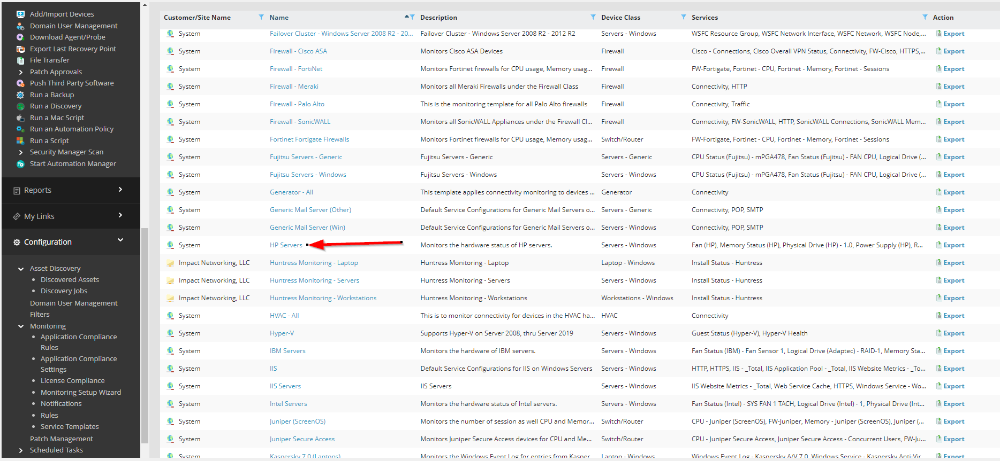 Add/Import Devices
Domain User Management
Download Agent/Probe
Export Last Recovery Point
File Transfer
Patch Approvals
Push Third Party Software
Run a Backup
Run a Discovery
Run a Mac Script
Run an Automation Policy
Run a Script
Security Manager Scan
Start Automation Manager
Reports
My Links
Configuration
Asset Discovery
Discovered Assets
Discovery Jobs
Domain User Management
Filters
Monitoring
Application Compliance
Rules
Application Compliance
Settings
License Compliance
Monitoring Setup Wizard
Notifications
Rules
Service Templates
Patch Management
Scheduled Tasks
Customer/Site Name Name Description Device Class Services Action
System Failover Cluster - Windows Server 2008 R2 - 20... Failover Cluster - Windows Server 2008 R2 - 2012 R2 Servers - Windows WSFC Resource Group, WSFC Network Interface, WSFC Network, WSFC Node,... Export
System Firewall - Cisco ASA Monitors Cisco ASA Devices Firewall Cisco - Connections, Cisco Overall VPN Status, Connectivity, FW-Cisco, HTTPS,... Export
System Firewall - FortiNet Monitors Fortinet firewalls for CPU usage, Memory usag... Firewall FW-Fortigate, Fortinet - CPU, Fortinet - Memory, Fortinet - Sessions Export
System Firewall - Meraki Monitors all Meraki Firewalls under the Firewall Class Firewall Connectivity, HTTP Export
System Firewall - Palo Alto This is the monitoring template for all Palo Alto firewalls Firewall Connectivity, Traffic Export
System Firewall - SonicWALL Monitors all SonicWALL Appliances under the Firewall Cl... Firewall Connectivity, FW-SonicWALL, HTTP, SonicWALL Connections, SonicWALL Mem... Export
System Fortinet Fortigate Firewalls Monitors Fortinet firewalls for CPU usage, Memory usag... Switch/Router FW-Fortigate, Fortinet - CPU, Fortinet - Memory, Fortinet - Sessions Export
System Fujitsu Servers - Generic Fujitsu Servers - Generic Servers - Generic CPU Status (Fujitsu) - mPGA478, Fan Status (Fujitsu) - FAN CPU, Logical Drive (... Export
System Fujitsu Servers - Windows Fujitsu Servers - Windows Servers - Windows CPU Status (Fujitsu) - mPGA478, Fan Status (Fujitsu) - FAN CPU, Logical Drive (... Export
System Generator - All This template applies connectivity monitoring to devices ... Generator Connectivity Export
System Generic Mail Server (Other) Default Service Configurations for Generic Mail Servers o... Servers - Generic Connectivity, POP, SMTP Export
System Generic Mail Server (Win) Default Service Configurations for Generic Mail Servers o... Servers - Windows Connectivity, POP, SMTP Export
System HP Servers Monitors the hardware status of HP servers. Servers - Windows Fan (HP), Memory Status (HP), Physical Drive (HP) - 1.0, Power Supply (HP), R... Export
Impact Networking, LLC Huntress Monitoring - Laptop Huntress Monitoring - Laptop Laptop - Windows Install Status - Huntress Export
Impact Networking, LLC Huntress Monitoring - Servers Huntress Monitoring - Servers Servers - Windows Install Status - Huntress Export
Impact Networking, LLC Huntress Monitoring - Workstations Huntress Monitoring - Workstations Workstations - Windows Install Status - Huntress Export
System HVAC - All This is to monitor connectivity for devices in the HVAC ha... HVAC Connectivity Export
System Hyper-V Supports Hyper-V on Server 2008, thru Server 2019 Servers - Windows Guest Status (Hyper-V), Hyper-V Health Export
System IBM Servers Monitors the hardware of IBM servers. Servers - Windows Fan Status (IBM) - Fan Sensor 1, Logical Drive (Adaptec) - RAID-1, Memory Sta... Export
System IIS Default Service Configurations for IIS on Windows Servers Servers - Windows HTTP, HTTPS, IIS - _Total, IIS Application Pool - _Total, IIS Website Metrics - _To... Export
System IIS Servers IIS Servers Servers - Windows IIS Website Metrics - _Total, Web Service Cache, HTTPS, Windows Service - Wo... Export
System Intel Servers Monitors the hardware status of Intel servers. Servers - Windows Fan Status (Intel) - SYS FAN 1 TACH, Logical Drive (Intel) - 1, Physical Drive (Int... Export
System Juniper (ScreenOS) Monitors the number of session as well CPU and Memor... Switch/Router CPU - Juniper (ScreenOS), FW-Juniper, Memory - Juniper (ScreenOS), Juniper (... Export
System Juniper Secure Access Monitors Juniper Secure Access devices for CPU and Me... Switch/Router CPU - Juniper Secure Access, Juniper Secure Access - Concurrent Users, FW-Ju... Export
System Kaspersky 7.0 (Laptops) Monitors the Windows Event Log for entries from Kasper... Laptop - Windows Windows Event Log - Kaspersky A/V 7.0, Windows Service - Kaspersky Anti-Vir... Export